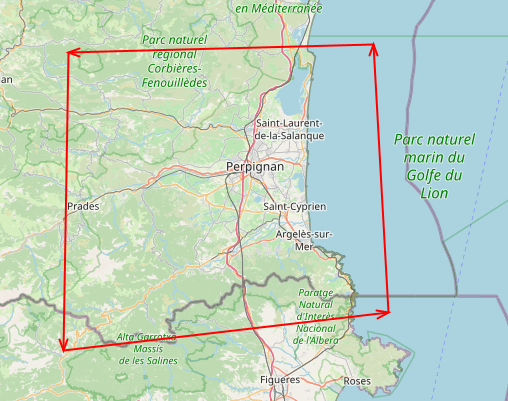 en Méditerranée
Parc naturel
régional
Corbières-
Fenouillèdes
an
Saint-Laurent-
de-la-Salanque
Parc naturel
marin du
Golfe du
Lion
Perpignan
Prades
Saint-Cyprien
Argelès-sur-
Mer
Paratge
Natural
d'Interès
Nacional
de l'Albera
Alta Garrotxa
Massís
de les Salines
Figueres
Roses